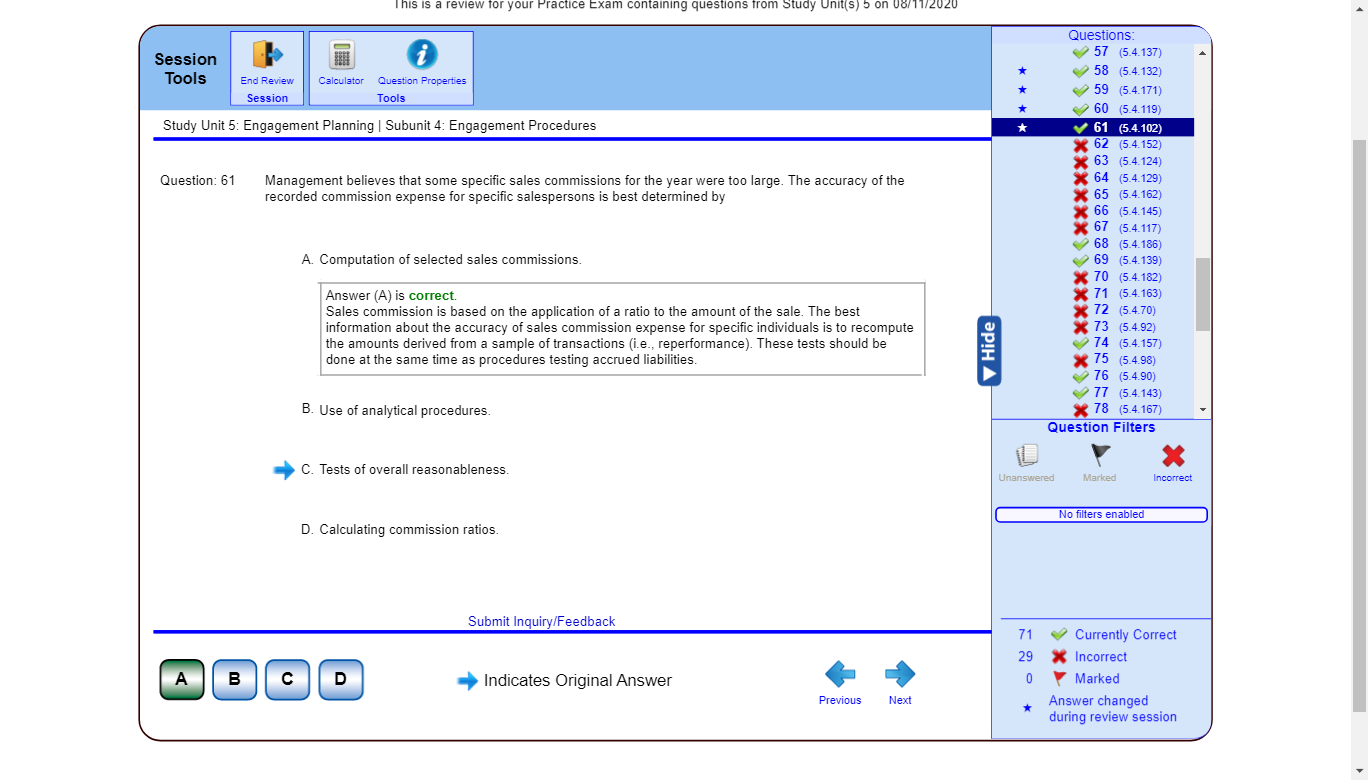 This is a review for your Practice Exam containing questions from Study Unit(s) 5 on 08/11/2020
Session
Tools
End Review
Session
Calculator
Question Properties
Tools
Study Unit 5: Engagement Planning | Subunit 4: Engagement Procedures
Question: 61
Management believes that some specific sales commissions for the year were too large. The accuracy of the
recorded commission expense for specific salespersons is best determined by
A. Computation of selected sales commissions.
Answer (A) is correct.
Sales commission is based on the application of a ratio to the amount of the sale. The best
information about the accuracy of sales commission expense for specific individuals is to recompute
the amounts derived from a sample of transactions (i.e., reperformance). These tests should be
done at the same time as procedures testing accrued liabilities.
B. Use of analytical procedures.
C. Tests of overall reasonableness.
D. Calculating commission ratios.
Submit Inquiry/Feedback
A
B
C
D
Indicates Original Answer
Previous
Next
Hide
Questions:
57 (5.4.137)
58 (5.4.132)
59 (5.4.171)
60 (5.4.119)
61 (5.4.102)
62 (5.4.152)
63 (5.4.124)
64 (5.4.129)
65 (5.4.162)
66 (5.4.145)
67 (5.4.117)
68 (5.4.186)
69 (5.4.139)
70 (5.4.182)
71 (5.4.163)
72 (5.4.70)
73 (5.4.92)
74 (5.4.157)
75 (5.4.98)
76 (5.4.90)
77 (5.4.143)
78 (5.4.167)
Question Filters
Unanswered
Marked
Incorrect
No filters enabled
71 Currently Correct
29 Incorrect
0 Marked
Answer changed
during review session